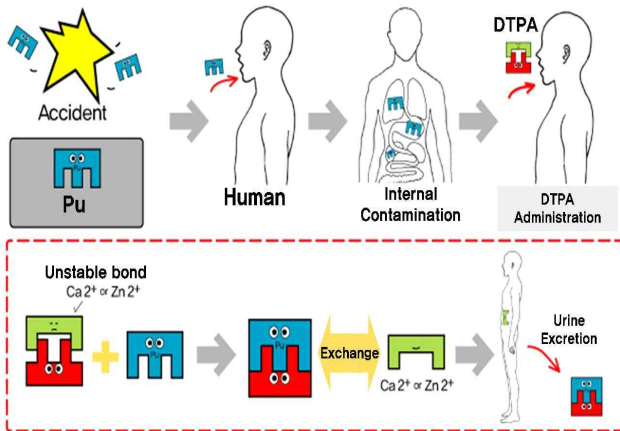 DTPA
Accident
Pu
Human
Internal
Contamination
DTPA
Administration
Unstable bond
Ca 2+ or Zn 2+
Pu
Pu
Exchange
Ca 2+ or Zn 2+
Urine
Excretion